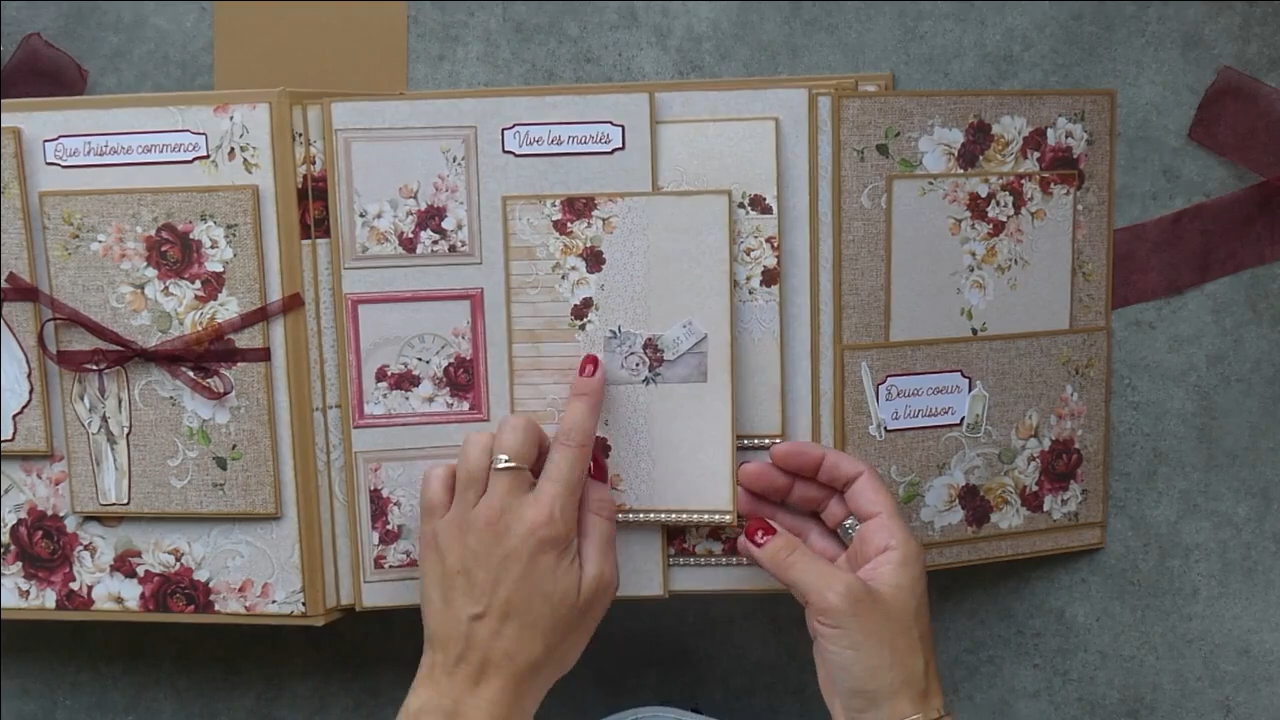 Que l'histoire commence
Vive les mariés
Deux coeur
à l'unisson